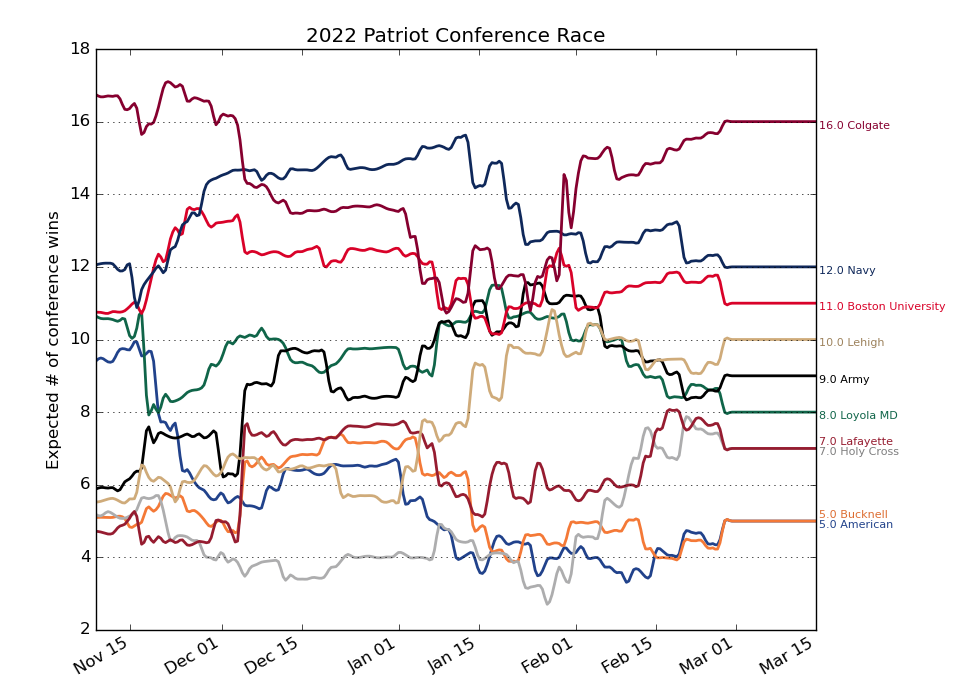 2022 Patriot Conference Race
Expected # of conference wins
18
16
14
12
10
8
6
4
2
Nov 15
Dec 01
Dec 15
Jan 01
Jan 15
Feb 01
Feb 15
Mar 01
Mar 15
16.0 Colgate
12.0 Navy
11.0 Boston University
10.0 Lehigh
9.0 Army
8.0 Loyola MD
7.0 Lafayette
7.0 Holy Cross
5.0 Bucknell
5.0 American